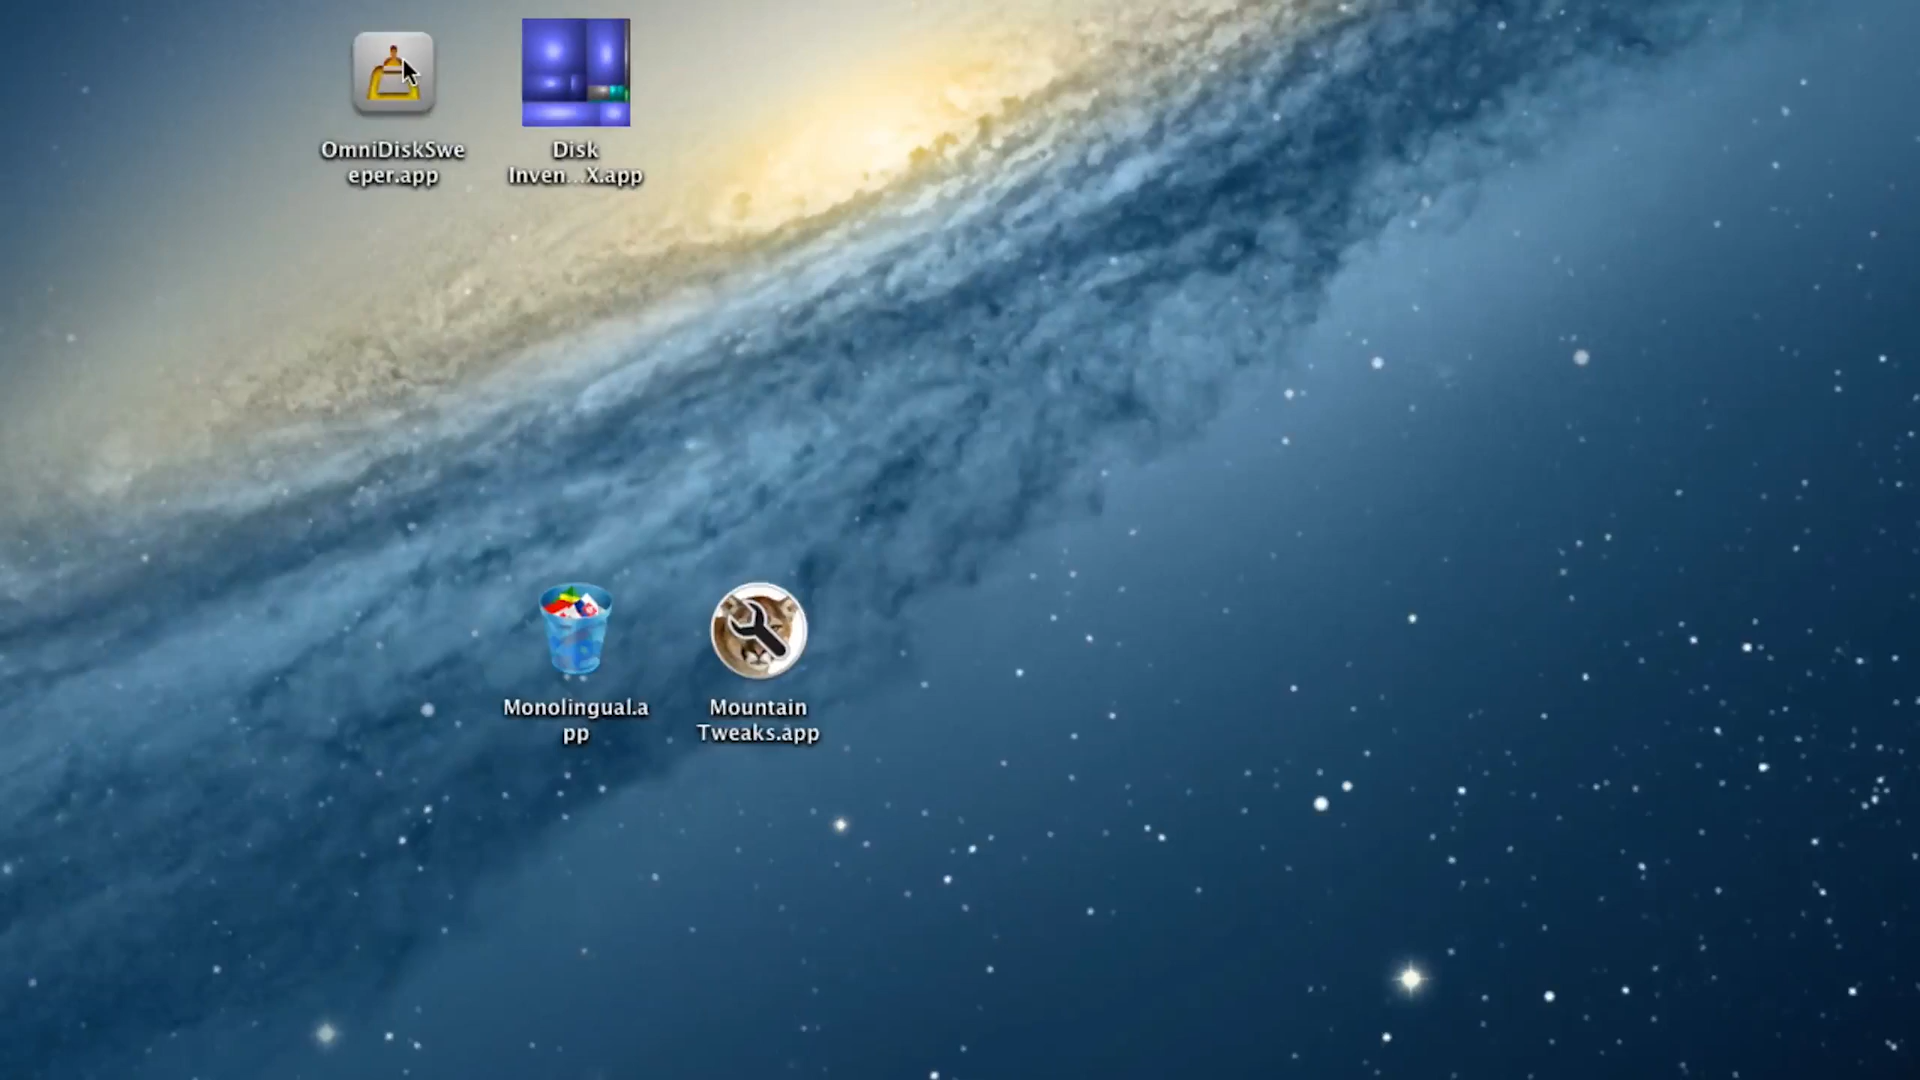 OmniDiskSwe
eper.app
Disk
Inven...X.app
Monolingual.a
pp
Mountain
Tweaks.app